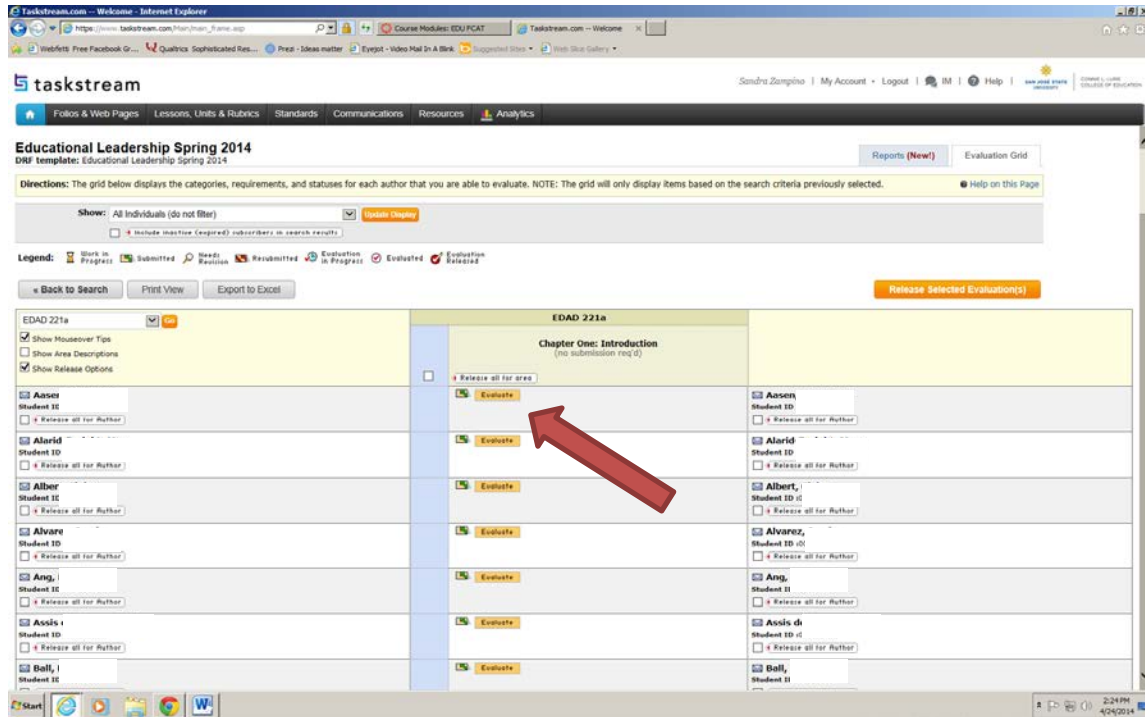 Taskstream.com -- Welcome - Internet Explorer
https://www.taskstream.com/Main/main_frame.asp
Course Modules: EDU PCAT
Taskstream.com -- Welcome
Webfetti Free Facebook Gr... Qualtrics Sophisticated Res... Prezi - Ideas matter Eyejot - Video Mail In A Blink Suggested Sites Web Slice Gallery
taskstream
Sandra Zampino | My Account Logout | IM | Help |
SAN JOSÉ STATE UNIVERSITY
CONNIE L. LURIE COLLEGE OF EDUCATION
Folios & Web Pages Lessons, Units & Rubrics Standards Communications Resources Analytics
Educational Leadership Spring 2014
DRF template: Educational Leadership Spring 2014
Reports (New!) Evaluation Grid
Directions: The grid below displays the categories, requirements, and statuses for each author that you are able to evaluate. NOTE: The grid will only display items based on the search criteria previously selected.
Help on this Page
Show: All Individuals (do not filter) Update Display
Include inactive (expired) subscribers in search results
Legend: Work in Progress Submitted Needs Revision Resubmitted Evaluation in Progress Evaluated Evaluation Released
« Back to Search Print View Export to Excel Release Selected Evaluation(s)
EDAD 221a Go
EDAD 221a
Show Mouseover Tips
Show Area Descriptions
Show Release Options
Chapter One: Introduction
(no submission req'd)
Release all for area
Aasen
Student ID
Release all for Author
Evaluate
Aasen,
Student ID
Release all for Author
Alarid
Student ID
Release all for Author
Evaluate
Alarid
Student ID
Release all for Author
Alber
Student ID
Release all for Author
Evaluate
Albert,
Student ID
Release all for Author
Alvare
Student ID
Release all for Author
Evaluate
Alvarez,
Student ID
Release all for Author
Ang,
Student ID
Release all for Author
Evaluate
Ang,
Student ID
Release all for Author
Assis
Student ID
Release all for Author
Evaluate
Assis de
Student ID
Release all for Author
Ball,
Student ID
Evaluate
Ball,
Student ID
Start
2:24 PM
4/24/2014